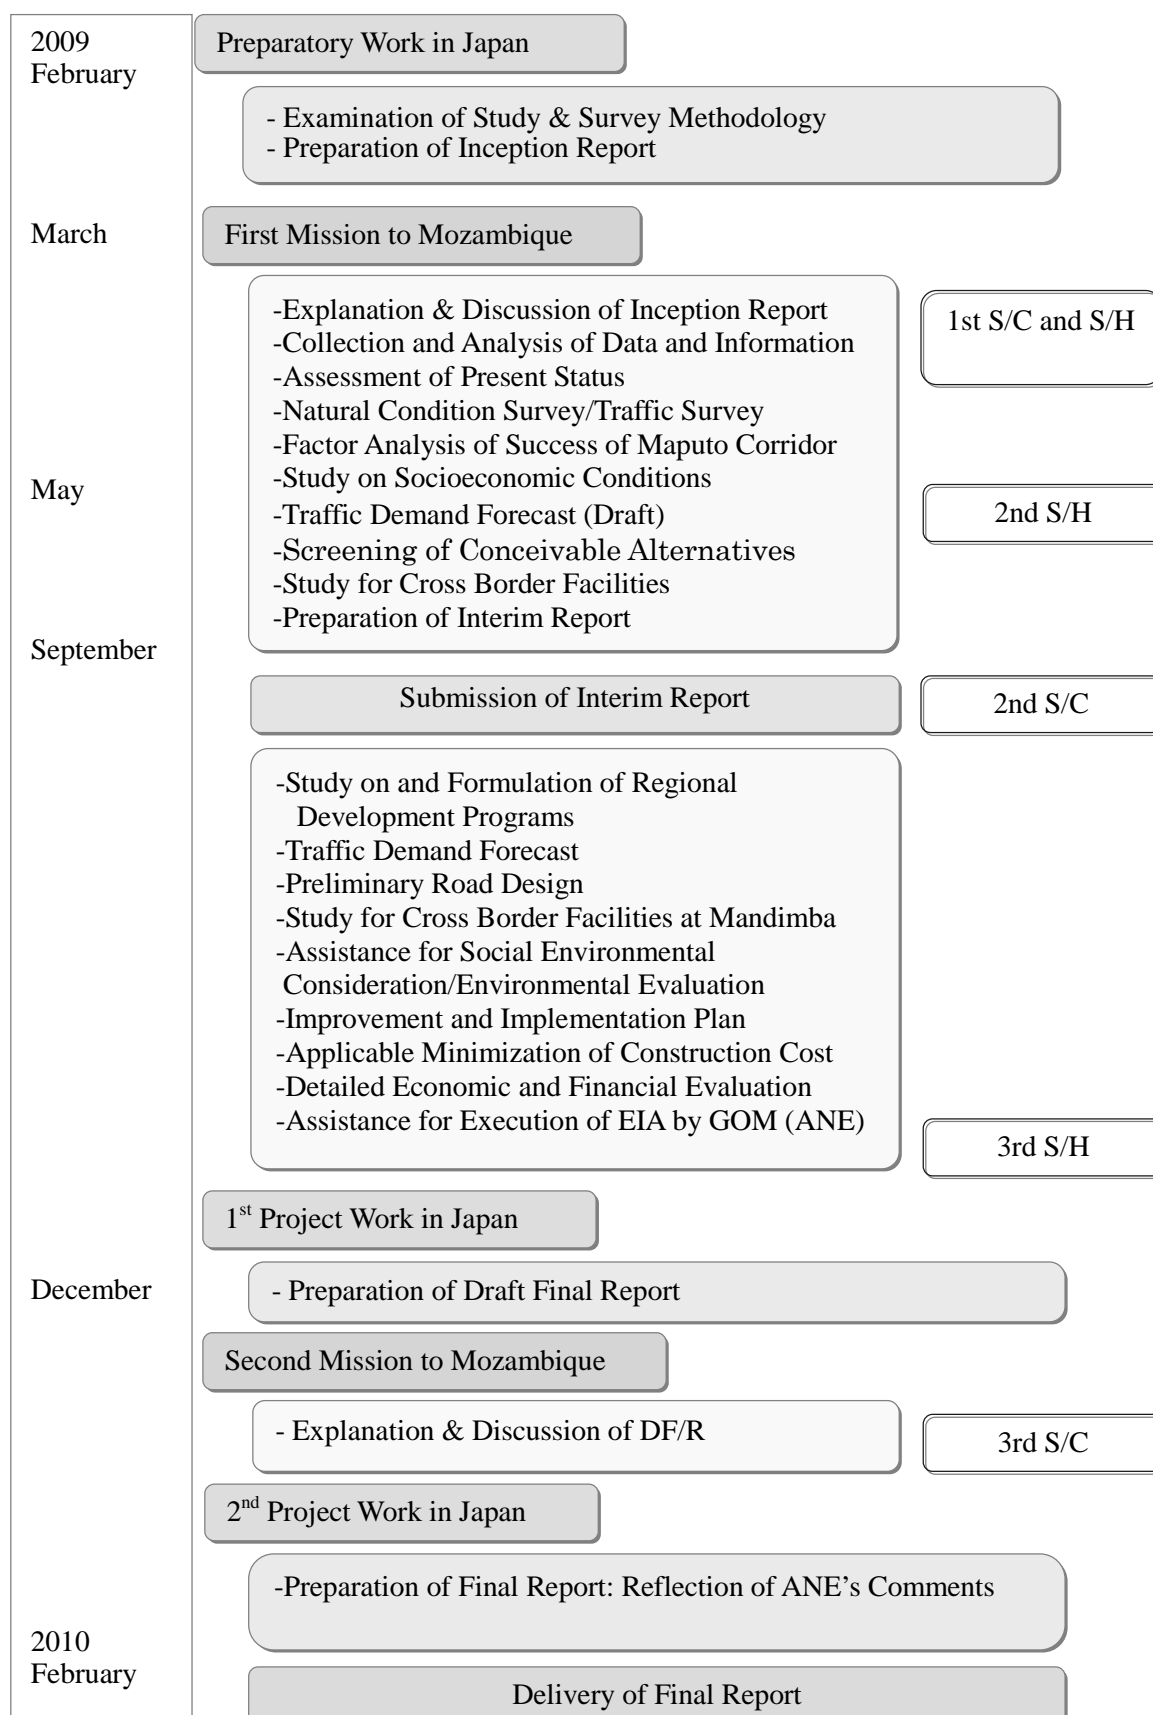 2009
February
Preparatory Work in Japan
- Examination of Study & Survey Methodology
- Preparation of Inception Report
March
First Mission to Mozambique
-Explanation & Discussion of Inception Report
-Collection and Analysis of Data and Information
-Assessment of Present Status
-Natural Condition Survey/Traffic Survey
-Factor Analysis of Success of Maputo Corridor
-Study on Socioeconomic Conditions
-Traffic Demand Forecast (Draft)
-Screening of Conceivable Alternatives
-Study for Cross Border Facilities
-Preparation of Interim Report
1st S/C and S/H
May
2nd S/H
September
Submission of Interim Report
2nd S/C
-Study on and Formulation of Regional
Development Programs
-Traffic Demand Forecast
-Preliminary Road Design
-Study for Cross Border Facilities at Mandimba
-Assistance for Social Environmental
Consideration/Environmental Evaluation
-Improvement and Implementation Plan
-Applicable Minimization of Construction Cost
-Detailed Economic and Financial Evaluation
-Assistance for Execution of EIA by GOM (ANE)
3rd S/H
1st Project Work in Japan
December
- Preparation of Draft Final Report
Second Mission to Mozambique
- Explanation & Discussion of DF/R
3rd S/C
2nd Project Work in Japan
-Preparation of Final Report: Reflection of ANE's Comments
2010
February
Delivery of Final Report